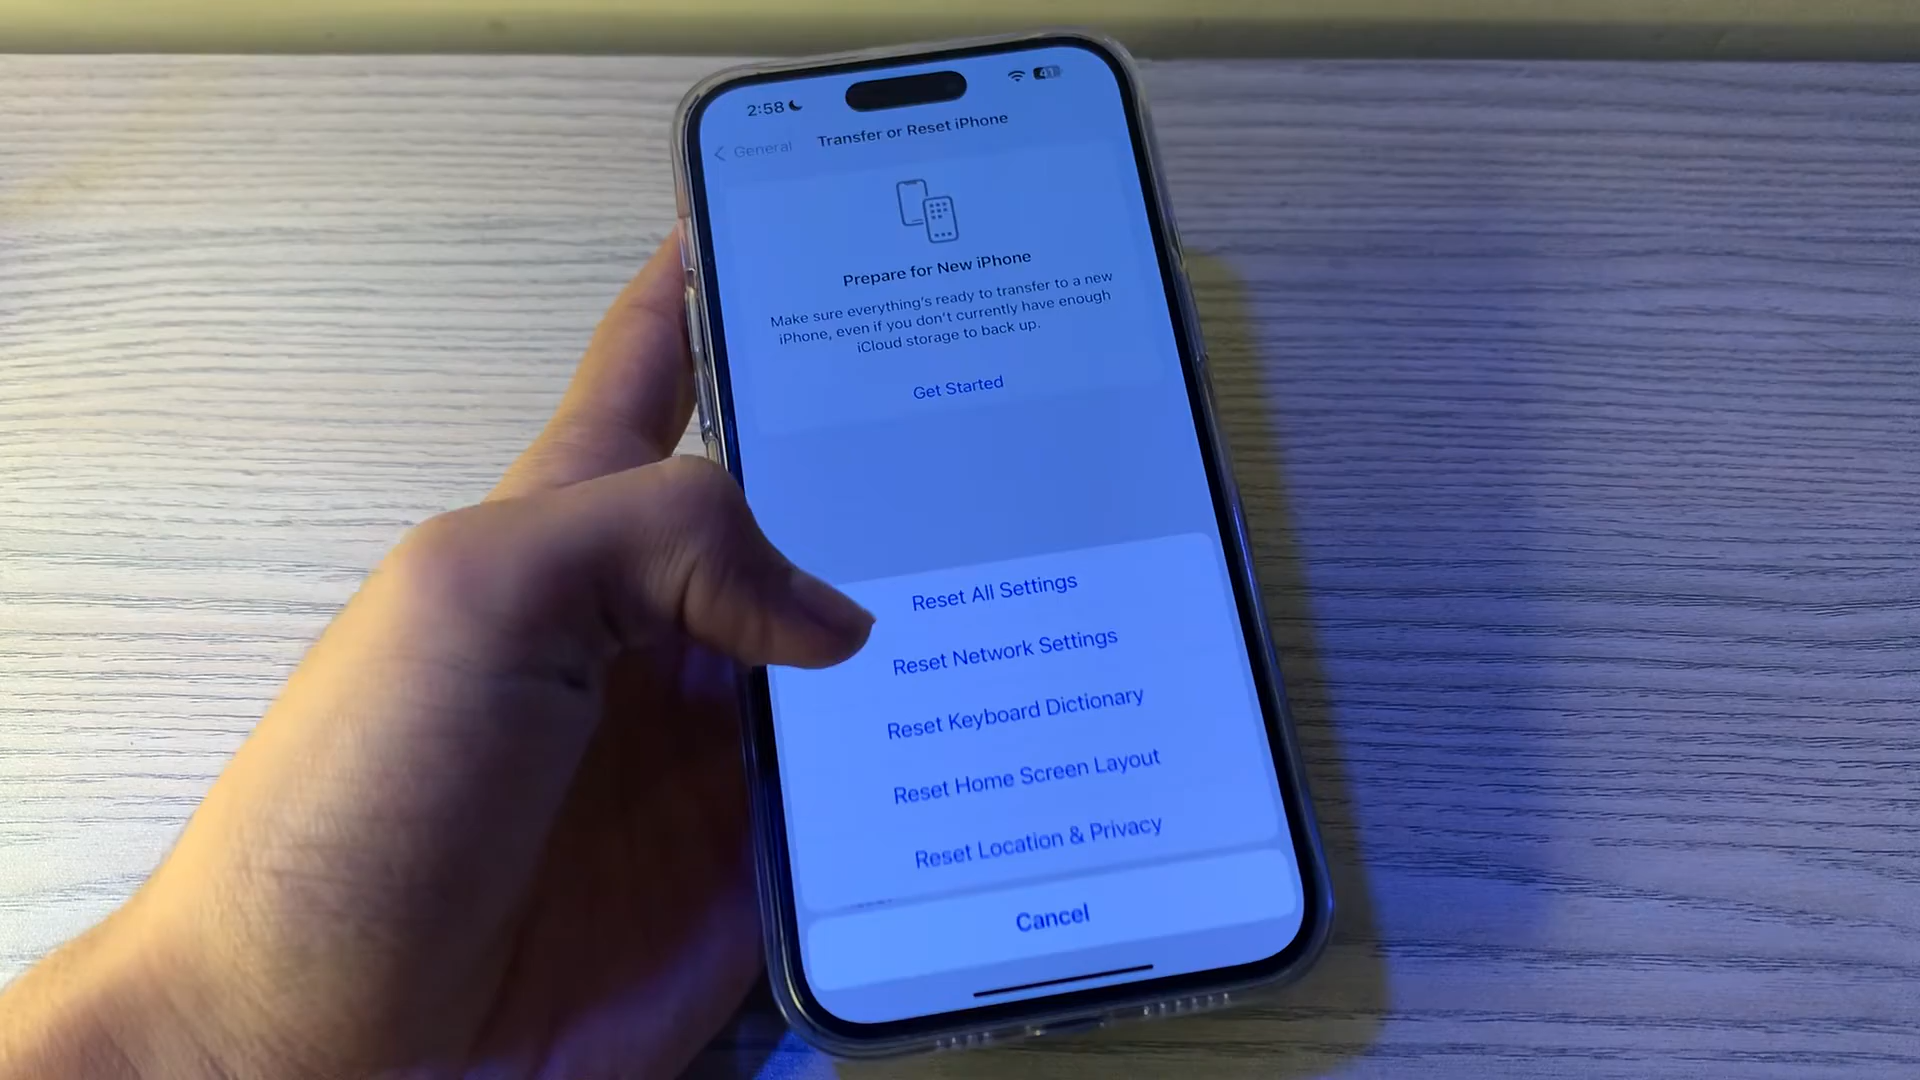 2:58
41
General
Transfer or Reset iPhone
Prepare for New iPhone
Make sure everything's ready to transfer to a new
iPhone, even if you don't currently have enough
iCloud storage to back up.
Get Started
Reset All Settings
Reset Network Settings
Reset Keyboard Dictionary
Reset Home Screen Layout
Reset Location & Privacy
Cancel